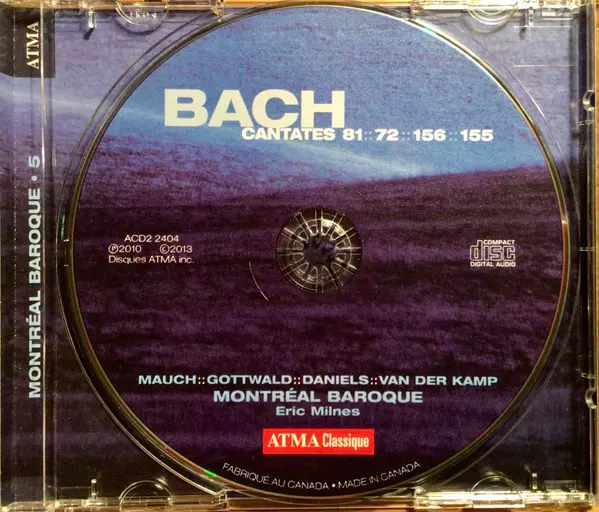 ATMA
MONTRÉAL BAROQUE • 5
BACH
CANTATES 81::72::156::155
ACD2 2404
℗2010 ©2013
Disques ATMA inc.
COMPACT
disc
DIGITAL AUDIO
MAUCH::GOTTWALD::DANIELS::VAN DER KAMP
MONTRÉAL BAROQUE
Eric Milnes
ATMA Classique
FABRIQUÉ AU CANADA • MADE IN CANADA